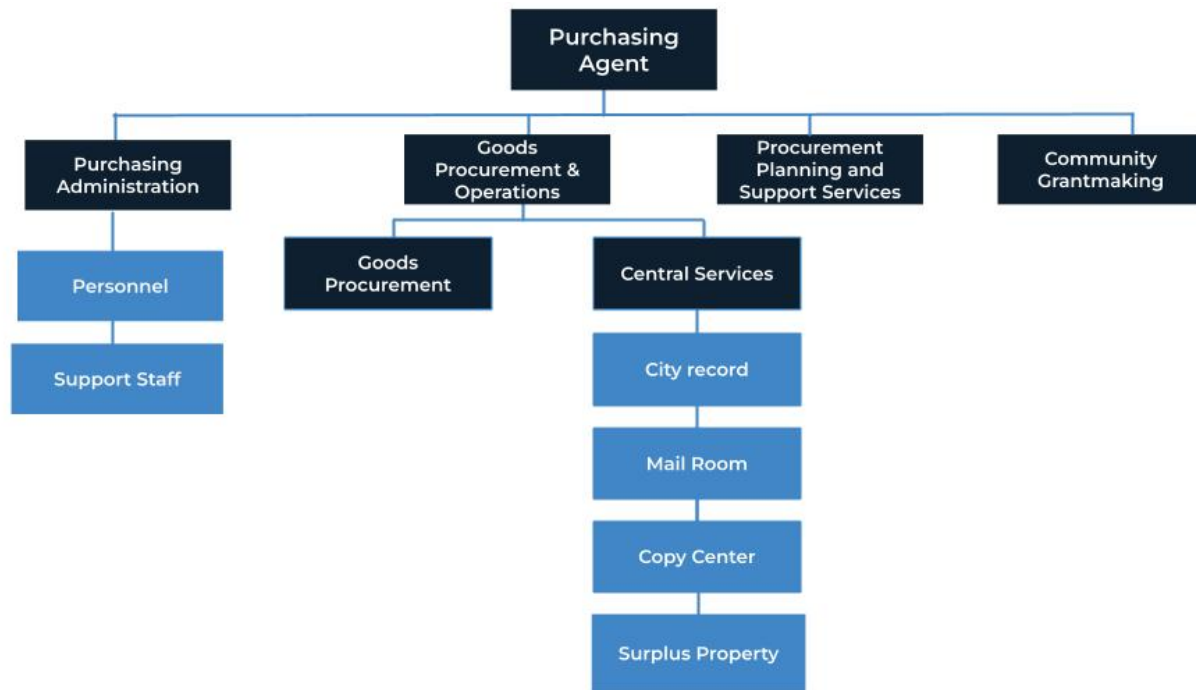 Purchasing
Agent
Purchasing
Administration
Goods
Procurement &
Operations
Procurement
Planning and
Support Services
Community
Grantmaking
Personnel
Support Staff
Goods
Procurement
Central Services
City record
Mail Room
Copy Center
Surplus Property